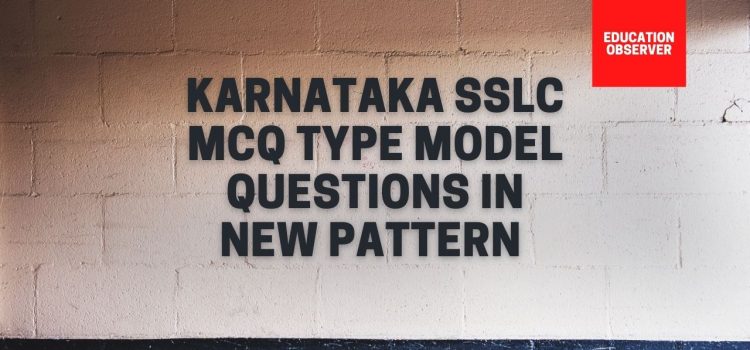 EDUCATION
OBSERVER
KARNATAKA SSLC
MCQ TYPE MODEL
QUESTIONS IN
NEW PATTERN